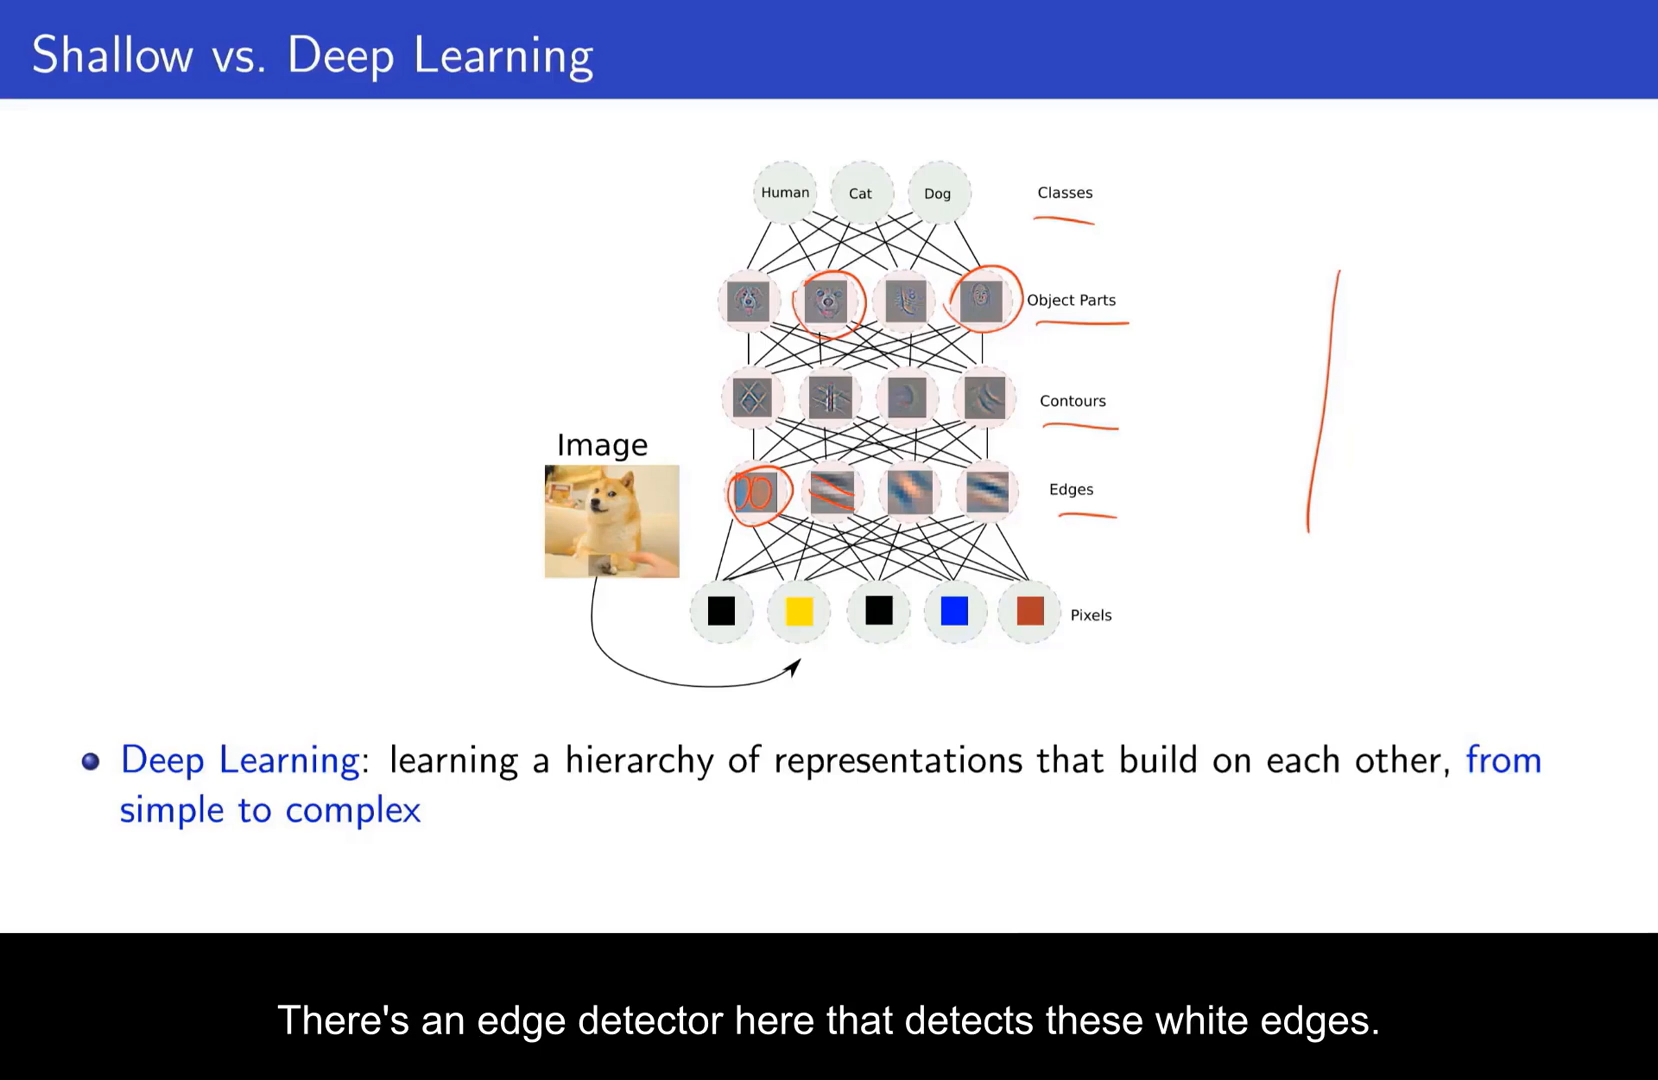 Shallow vs. Deep Learning
Human Cat Dog Classes
Object Parts
Contours
Image
Edges
Pixels
Deep Learning: learning a hierarchy of representations that build on each other, from
simple to complex
There's an edge detector here that detects these white edges.